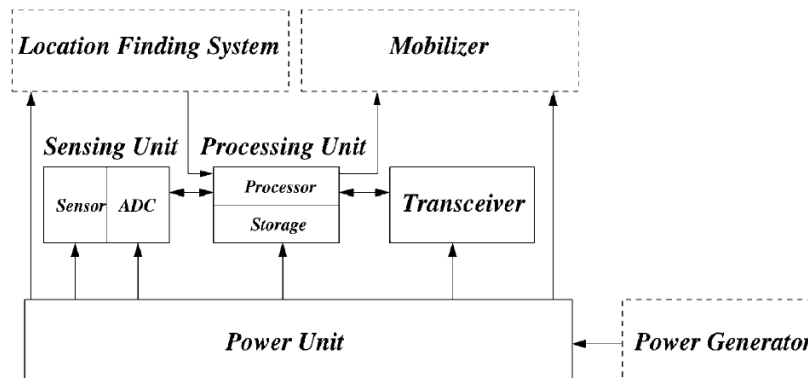 Location Finding System
Mobilizer
Sensing Unit
Processing Unit
Sensor
ADC
Processor
Storage
Transceiver
Power Unit
Power Generator